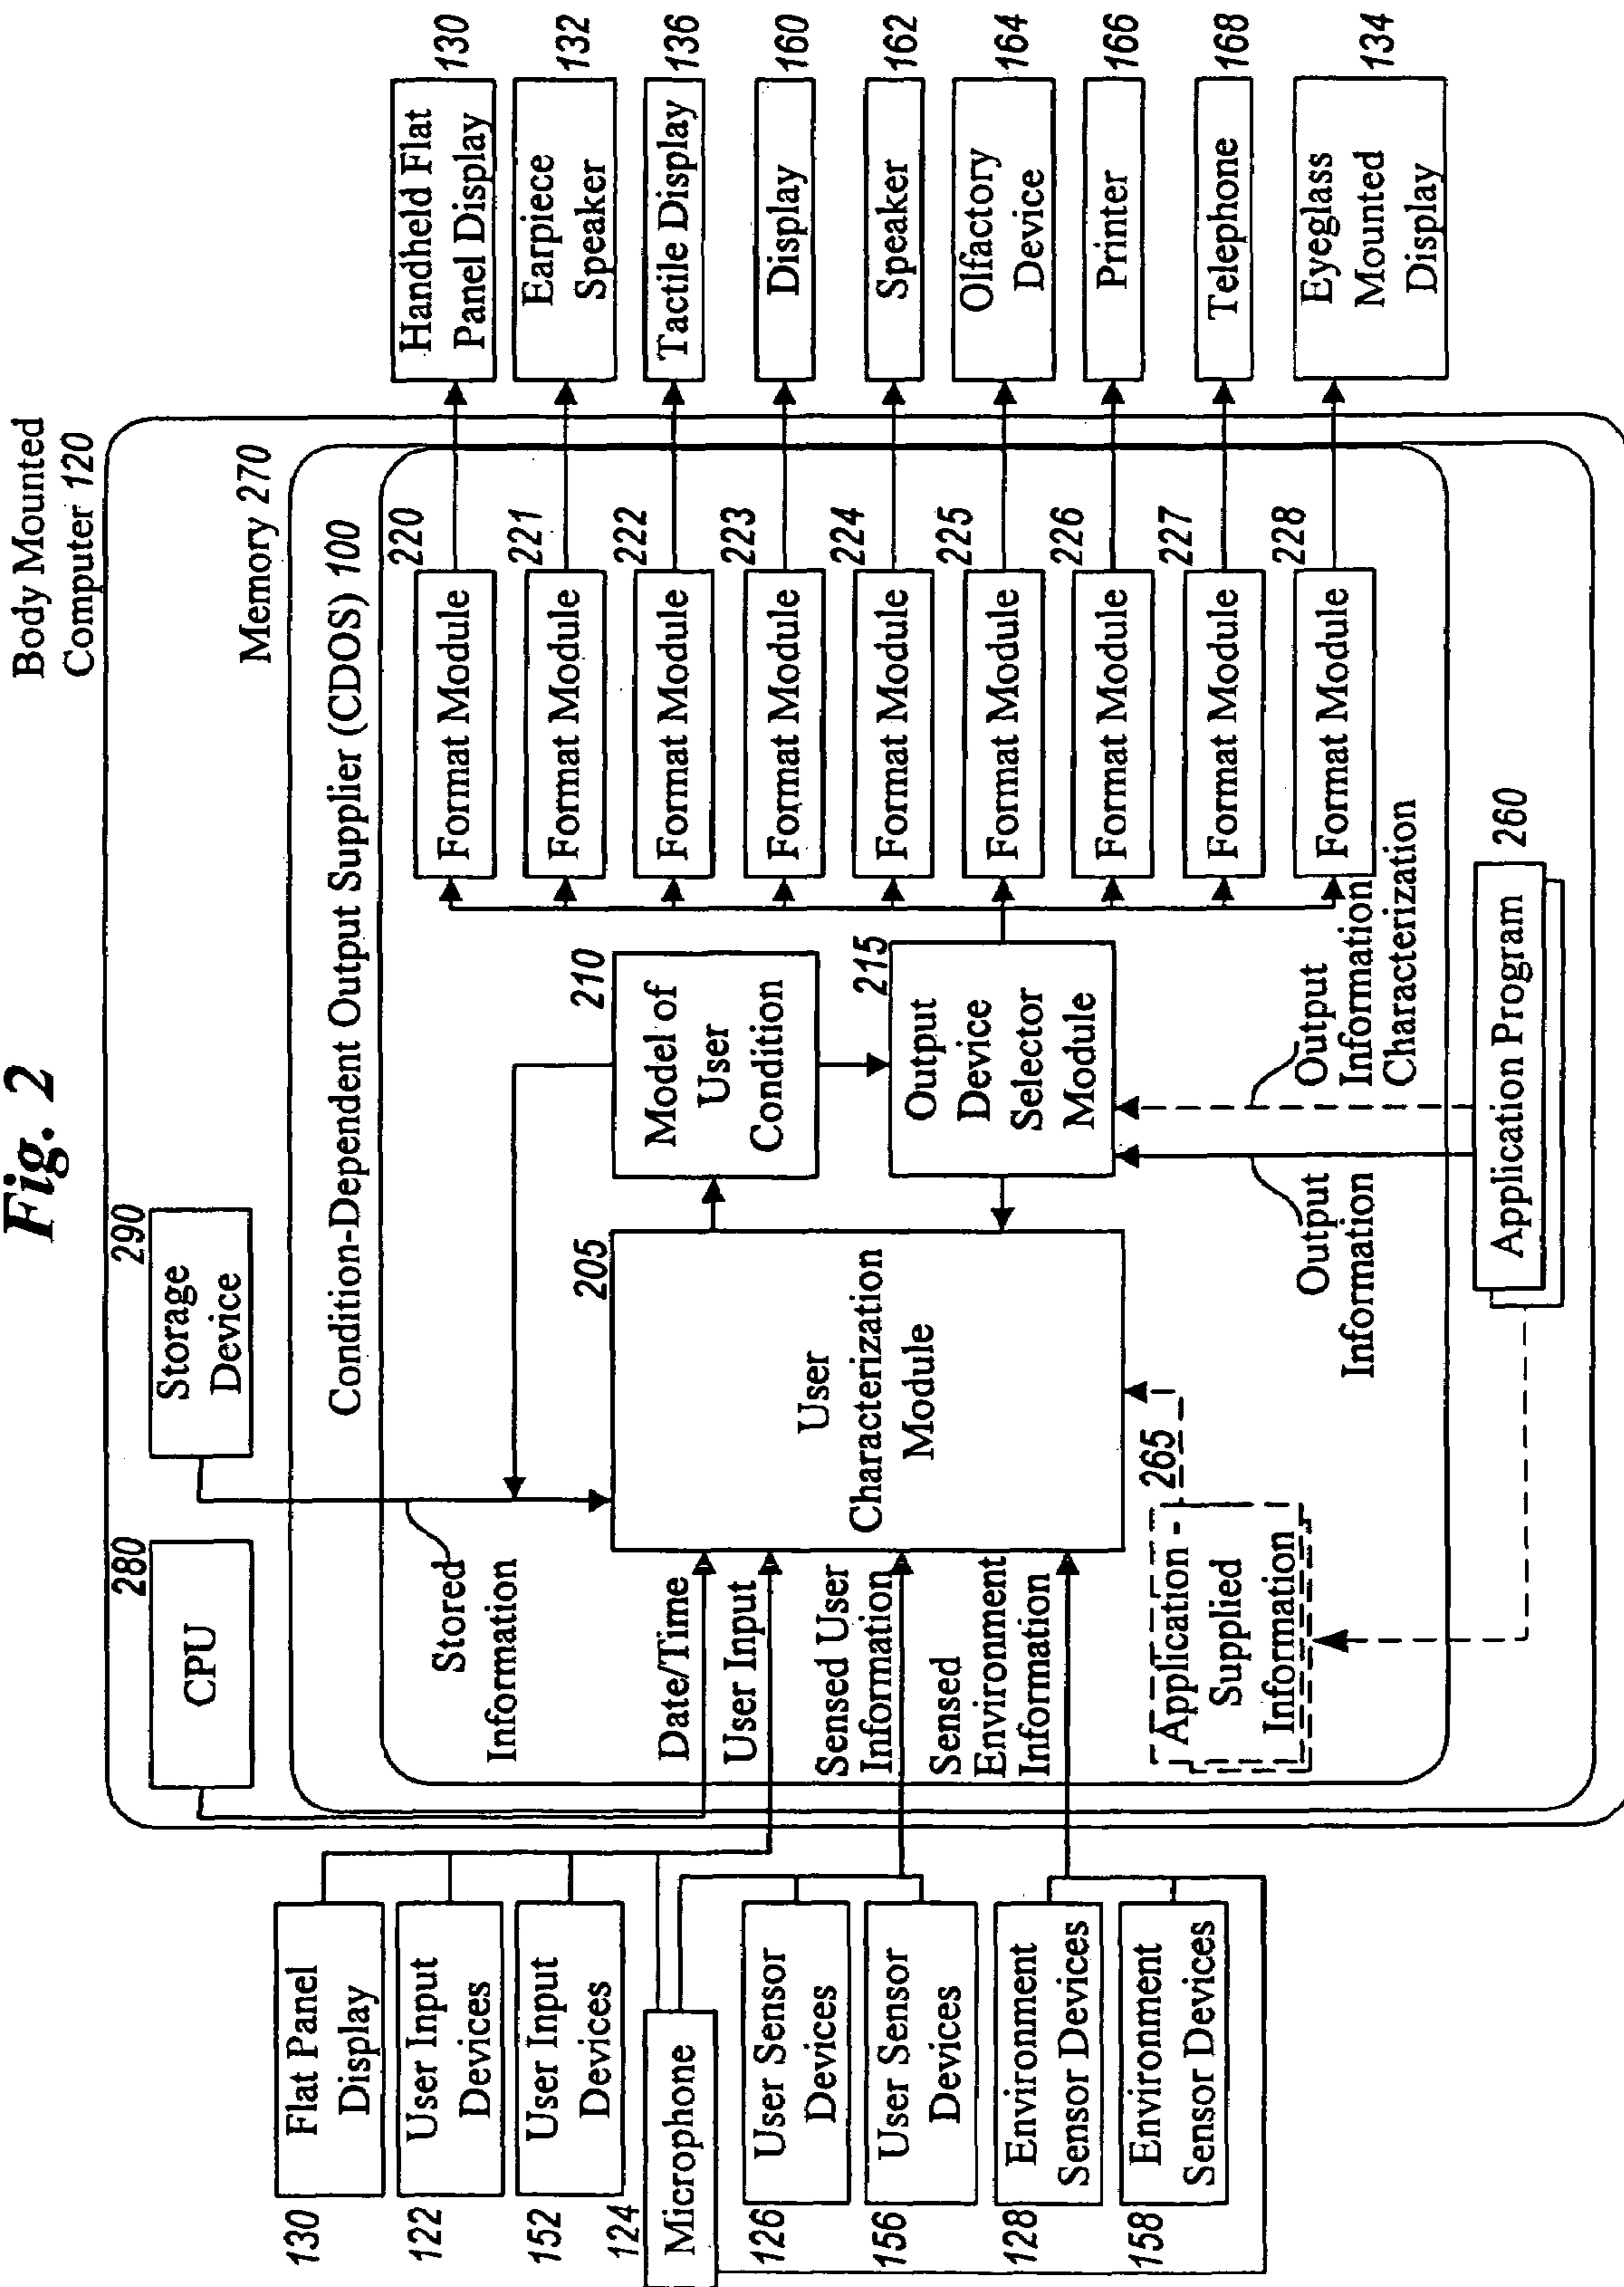 Fig. 2
Body Mounted
Computer 120
280
CPU
290
Storage
Device
Memory 270
Condition-Dependent Output Supplier (CDOS) 100
Stored
Information
130
Flat Panel
Display
122
User Input
Devices
152
User Input
Devices
124
Microphone
126
User Sensor
Devices
156
User Sensor
Devices
128
Environment
Sensor Devices
158
Environment
Sensor Devices
Date/Time
User Input
Sensed User
Information
Sensed
Environment
Information
265
Application -
Supplied
Information
205
User
Characterization
Module
210
Model of
User
Condition
215
Output
Device
Selector
Module
Output
Information
Output
Information
Characterization
Application Program
260
220
Format Module
221
Format Module
222
Format Module
223
Format Module
224
Format Module
225
Format Module
226
Format Module
227
Format Module
228
Format Module
Handheld Flat
Panel Display
130
Earpiece
Speaker
132
Tactile Display
136
Display
160
Speaker
162
Olfactory
Device
164
Printer
166
Telephone
168
Eyeglass
Mounted
Display
134